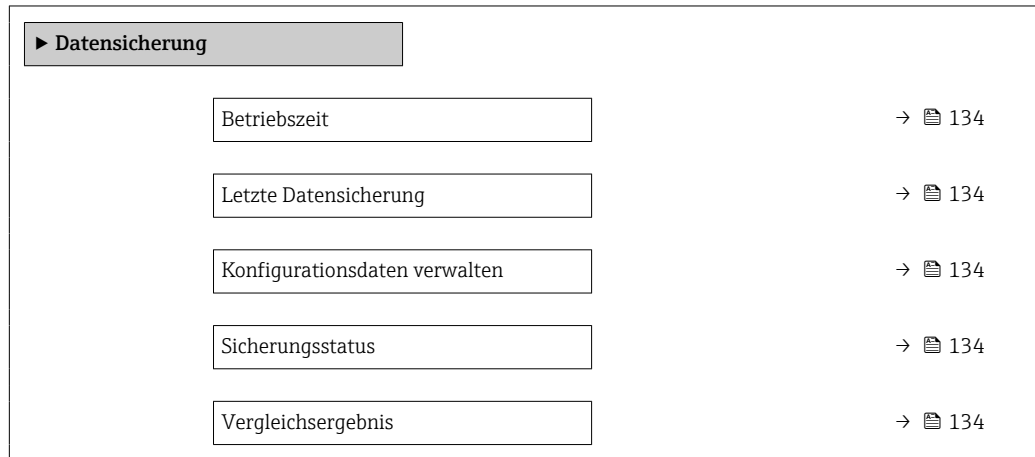 ▶ Datensicherung
Betriebszeit → 134
Letzte Datensicherung → 134
Konfigurationsdaten verwalten → 134
Sicherungsstatus → 134
Vergleichsergebnis → 134